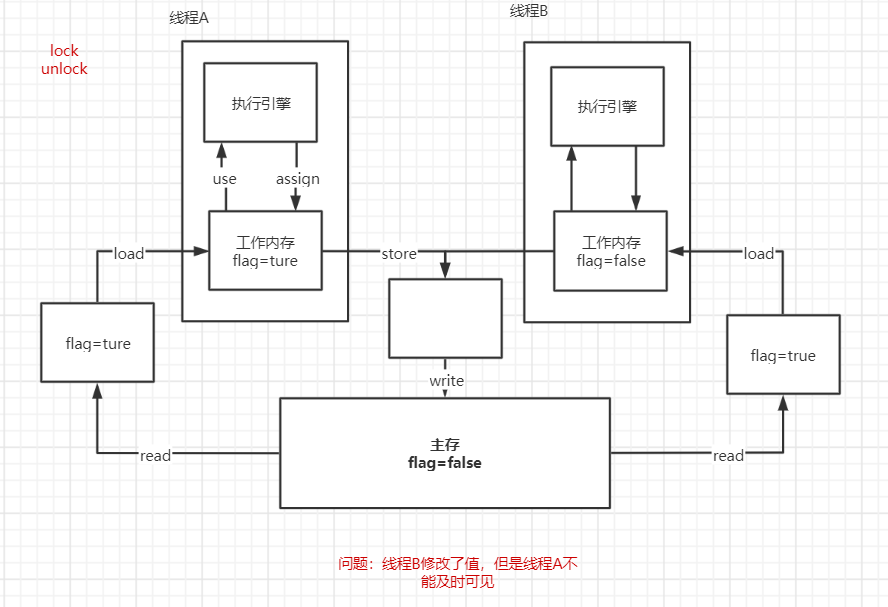 线程A
线程B
lock
unlock
执行引擎
执行引擎
use
assign
工作内存
flag=ture
工作内存
flag=false
load
store
load
flag=ture
flag=true
write
主存
flag=false
read
read
问题：线程B修改了值，但是线程A不
能及时可见